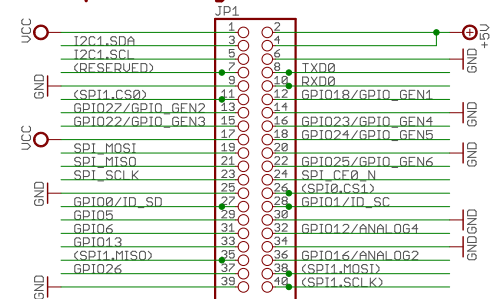 JP1
VCC 1 2 +5V
I2C1.SDA 3 4
I2C1.SCL 5 6 GND
(RESERVED) 7 8 TXD0
GND 9 10 RXD0
(SPI1.CS0) 11 12 GPIO18/GPIO_GEN1
GPIO27/GPIO_GEN2 13 14 GND
GPIO22/GPIO_GEN3 15 16 GPIO23/GPIO_GEN4
VCC 17 18 GPIO24/GPIO_GEN5
SPI_MOSI 19 20 GND
SPI_MISO 21 22 GPIO25/GPIO_GEN6
SPI_SCLK 23 24 SPI_CE0_N
GND 25 26 (SPI0.CS1)
GPIO0/ID_SD 27 28 GPIO1/ID_SC
GPIO5 29 30 GND
GPIO6 31 32 GPIO12/ANALOG4
GPIO13 33 34 GND
(SPI1.MISO) 35 36 GPIO16/ANALOG2
GPIO26 37 38 (SPI1.MOSI)
GND 39 40 (SPI1.SCLK)